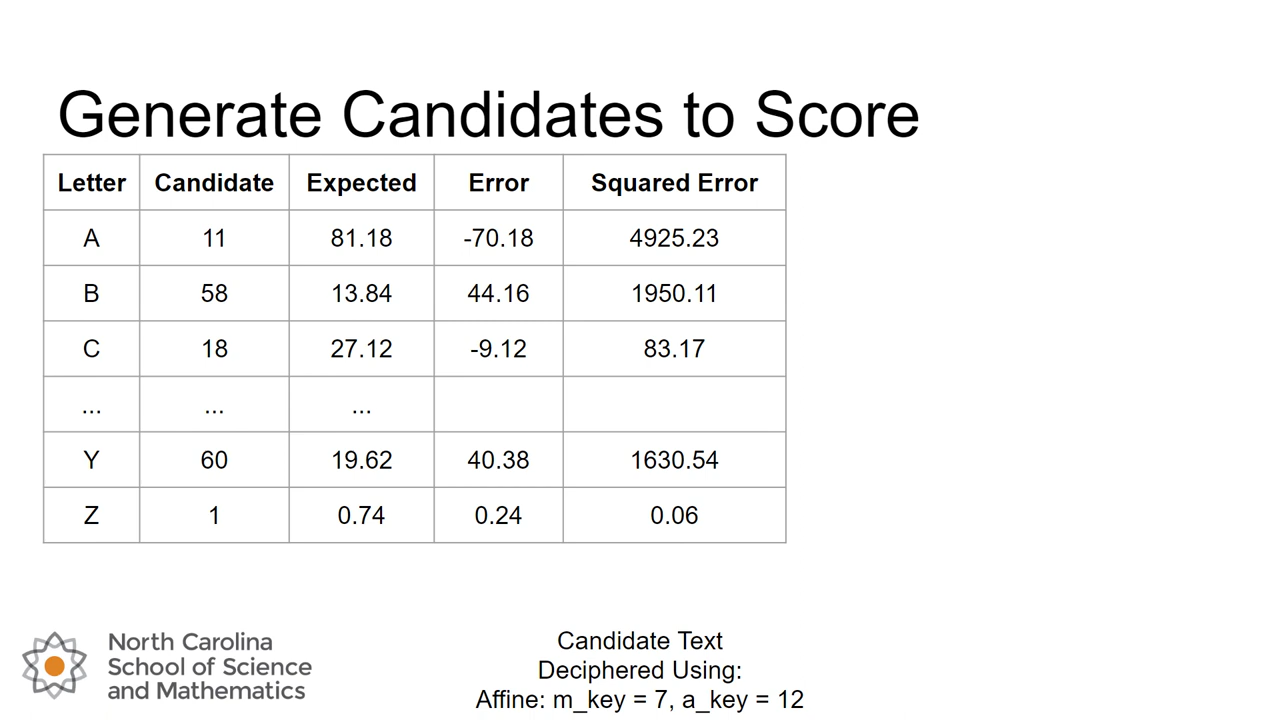 Generate Candidates to Score
Letter Candidate Expected Error Squared Error
A 11 81.18 -70.18 4925.23
B 58 13.84 44.16 1950.11
C 18 27.12 -9.12 83.17
... ... ...
Y 60 19.62 40.38 1630.54
Z 1 0.74 0.24 0.06
North Carolina
School of Science
and Mathematics
Candidate Text
Deciphered Using:
Affine: m_key = 7, a_key = 12